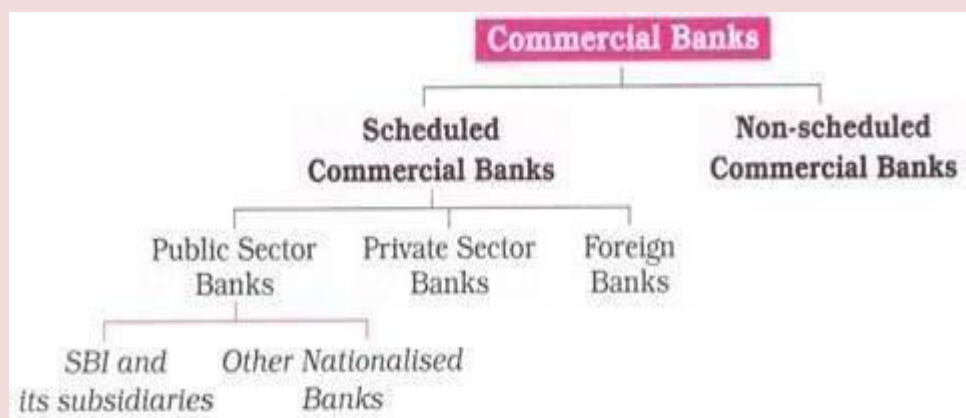 Commercial Banks
Scheduled
Commercial Banks
Non-scheduled
Commercial Banks
Public Sector
Banks
Private Sector
Banks
Foreign
Banks
SBI and
its subsidiaries
Other Nationalised
Banks